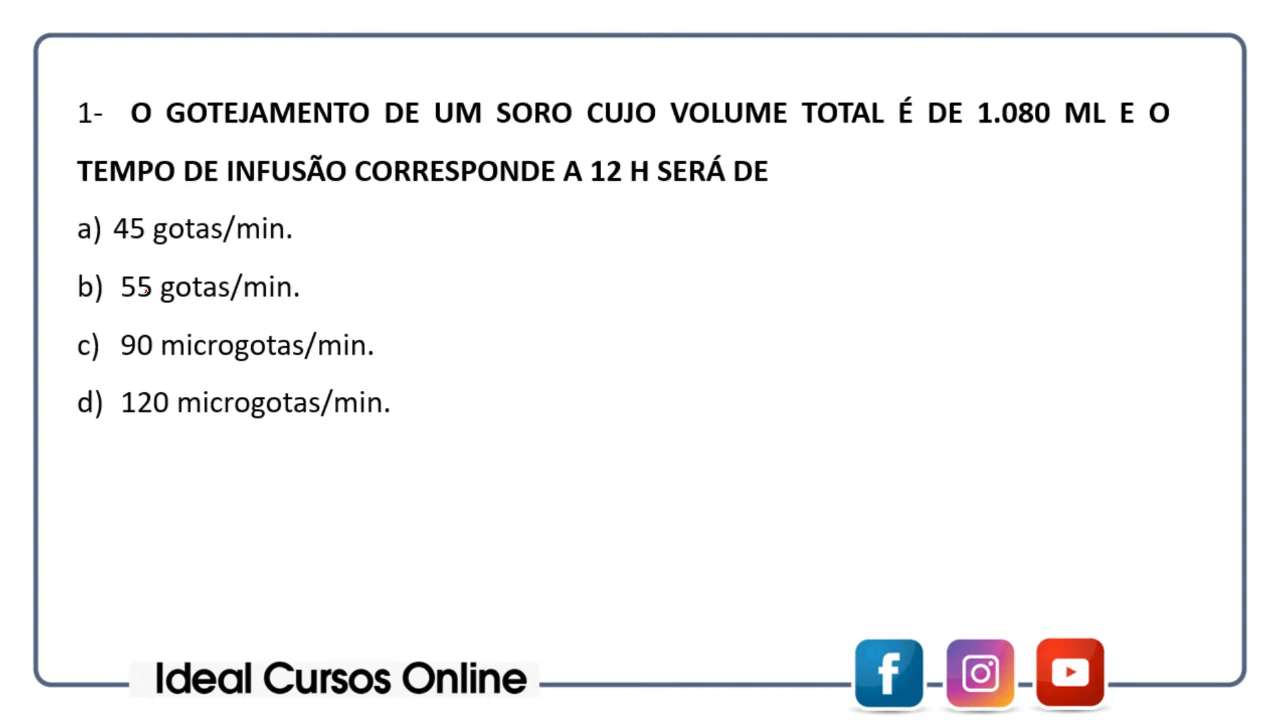 1- O GOTEJAMENTO DE UM SORO CUJO VOLUME TOTAL É DE 1.080 ML E O
TEMPO DE INFUSÃO CORRESPONDE A 12 H SERÁ DE
a) 45 gotas/min.
b) 55 gotas/min.
c) 90 microgotas/min.
d) 120 microgotas/min.
Ideal Cursos Online